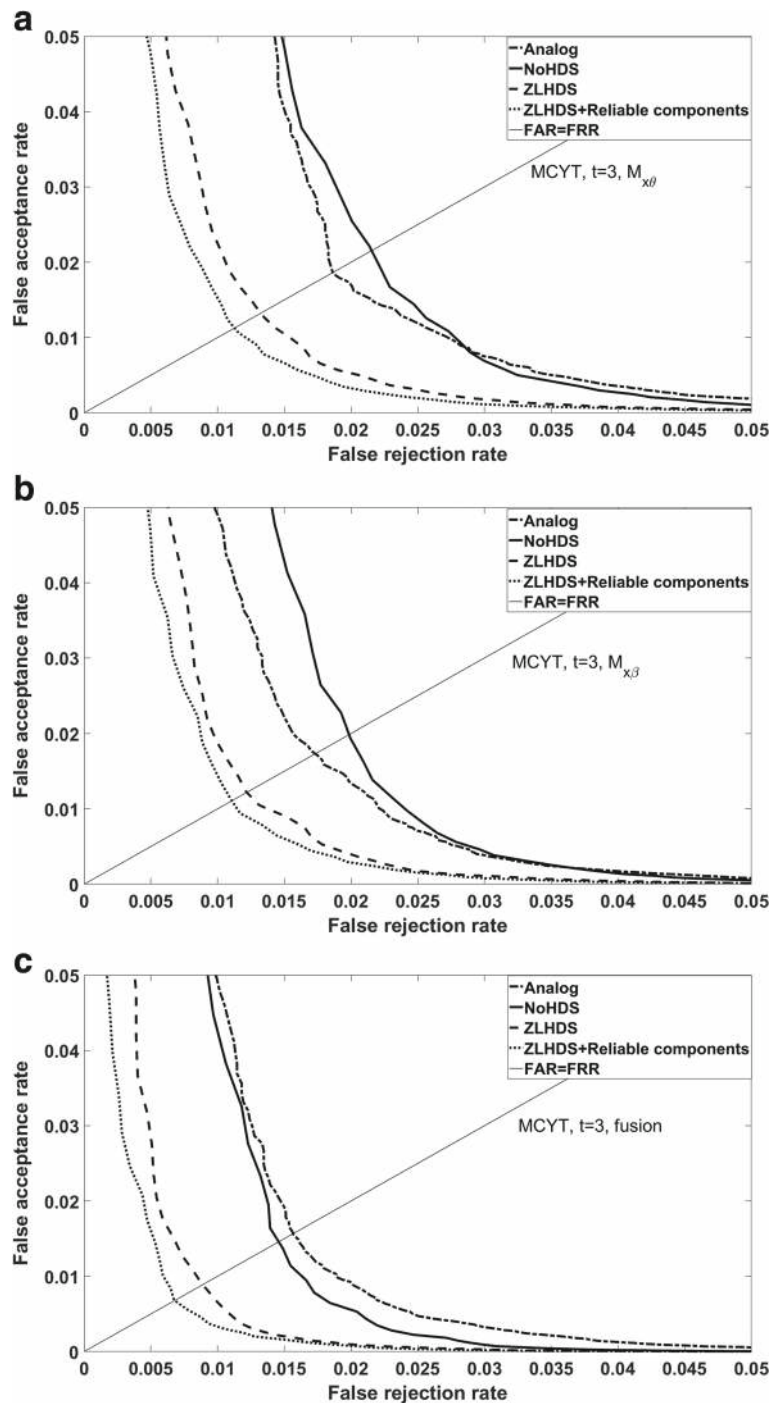 a
0.05
0.04
0.03
0.02
0.01
0
False acceptance rate
Analog
NoHDS
ZLHDS
ZLHDS+Reliable components
FAR=FRR
MCYT, t=3, M_xθ
0 0.005 0.01 0.015 0.02 0.025 0.03 0.035 0.04 0.045 0.05
False rejection rate
b
0.05
0.04
0.03
0.02
0.01
0
False acceptance rate
Analog
NoHDS
ZLHDS
ZLHDS+Reliable components
FAR=FRR
MCYT, t=3, M_xβ
0 0.005 0.01 0.015 0.02 0.025 0.03 0.035 0.04 0.045 0.05
False rejection rate
c
0.05
0.04
0.03
0.02
0.01
0
False acceptance rate
Analog
NoHDS
ZLHDS
ZLHDS+Reliable components
FAR=FRR
MCYT, t=3, fusion
0 0.005 0.01 0.015 0.02 0.025 0.03 0.035 0.04 0.045 0.05
False rejection rate